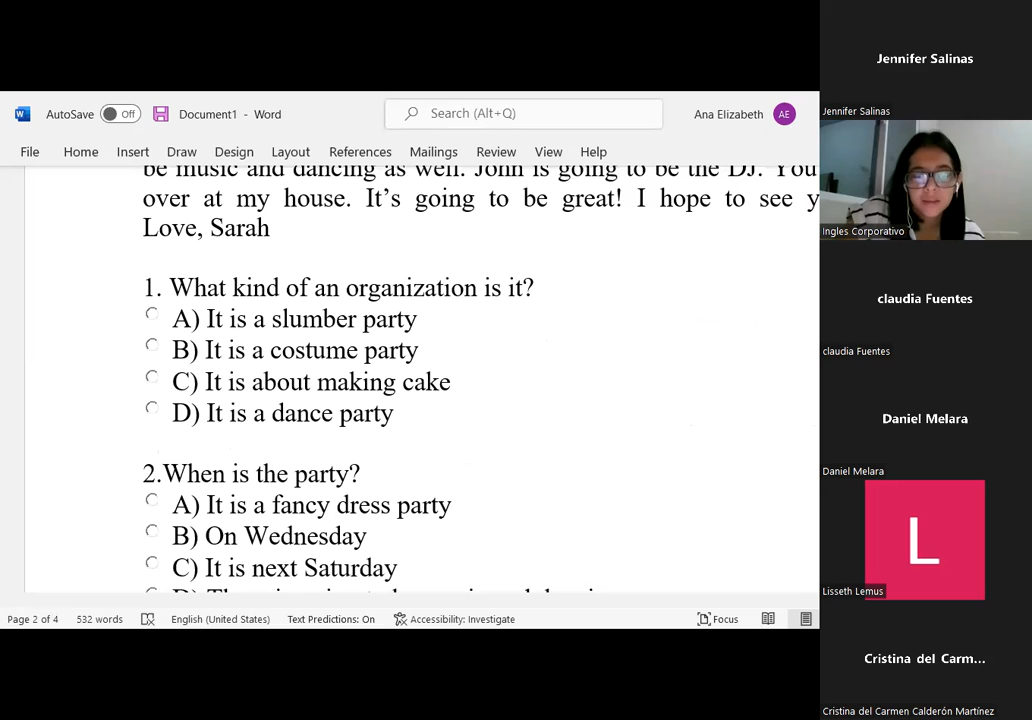 Jennifer Salinas
Jennifer Salinas
AutoSave Off Document1 - Word Search (Alt+Q) Ana Elizabeth AE
File Home Insert Draw Design Layout References Mailings Review View Help
be music and dancing as well. John is going to be the DJ. You
over at my house. It's going to be great! I hope to see y
Love, Sarah
1. What kind of an organization is it?
A) It is a slumber party
B) It is a costume party
C) It is about making cake
D) It is a dance party
2.When is the party?
A) It is a fancy dress party
B) On Wednesday
C) It is next Saturday
Page 2 of 4 532 words English (United States) Text Predictions: On Accessibility: Investigate Focus
Ingles Corporativo
claudia Fuentes
claudia Fuentes
Daniel Melara
Daniel Melara
L
Lisseth Lemus
Cristina del Carm...
Cristina del Carmen Calderón Martínez